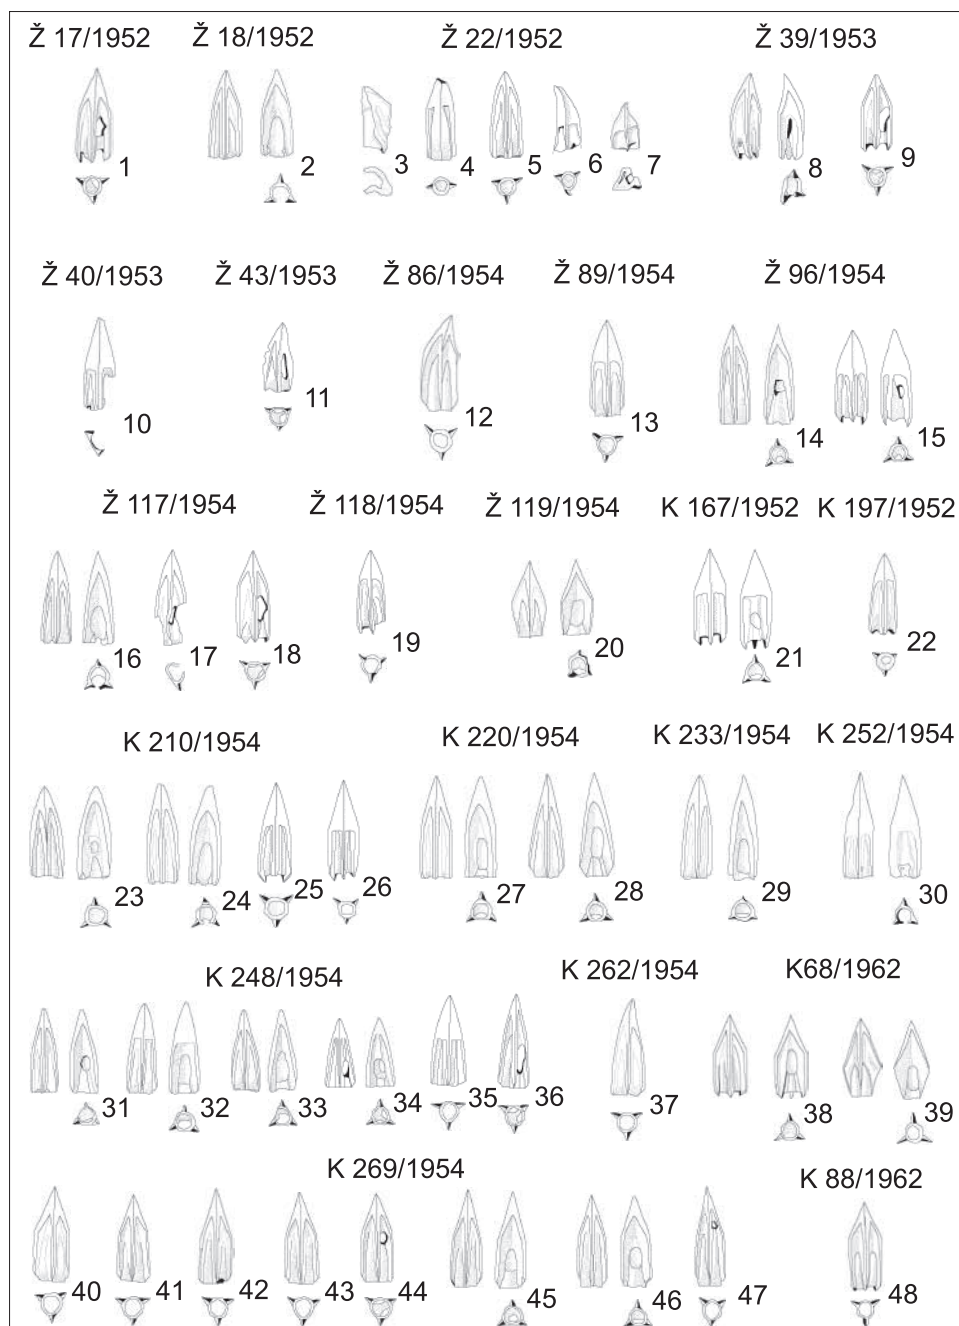 Ž 17/1952 Ž 18/1952 Ž 22/1952 Ž 39/1953
1 2 3 4 5 6 7 8 9
Ž 40/1953 Ž 43/1953 Ž 86/1954 Ž 89/1954 Ž 96/1954
10 11 12 13 14 15
Ž 117/1954 Ž 118/1954 Ž 119/1954 K 167/1952 K 197/1952
16 17 18 19 20 21 22
K 210/1954 K 220/1954 K 233/1954 K 252/1954
23 24 25 26 27 28 29 30
K 248/1954 K 262/1954 K68/1962
31 32 33 34 35 36 37 38 39
K 269/1954 K 88/1962
40 41 42 43 44 45 46 47 48